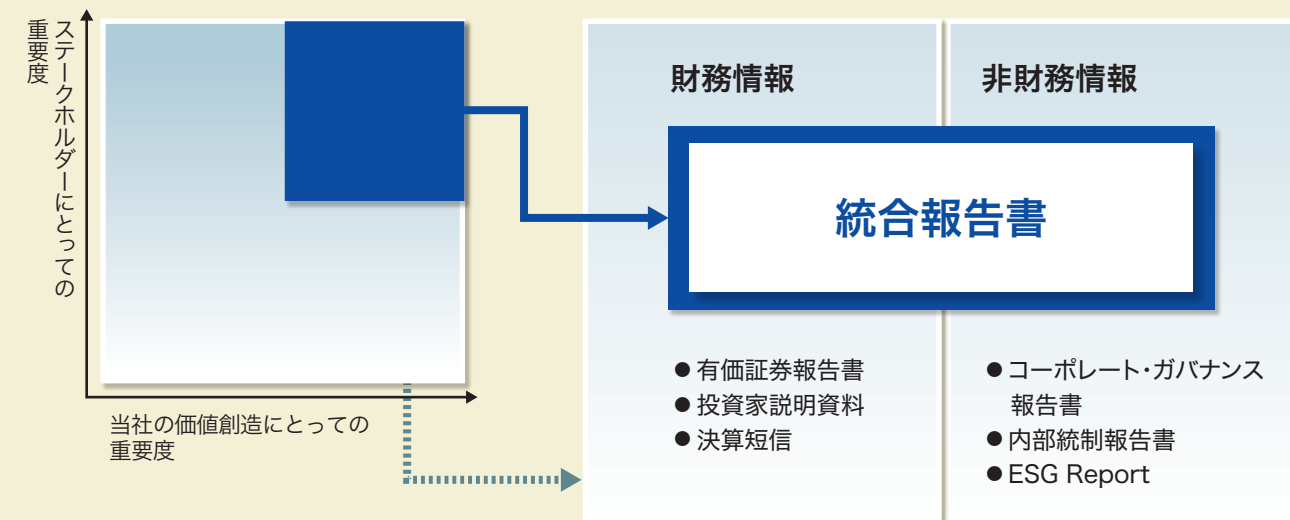 ステークホルダーにとっての
重要度
当社の価値創造にとっての
重要度
財務情報
非財務情報
統合報告書
●有価証券報告書
●投資家説明資料
●決算短信
●コーポレート・ガバナンス
報告書
●内部統制報告書
●ESG Report